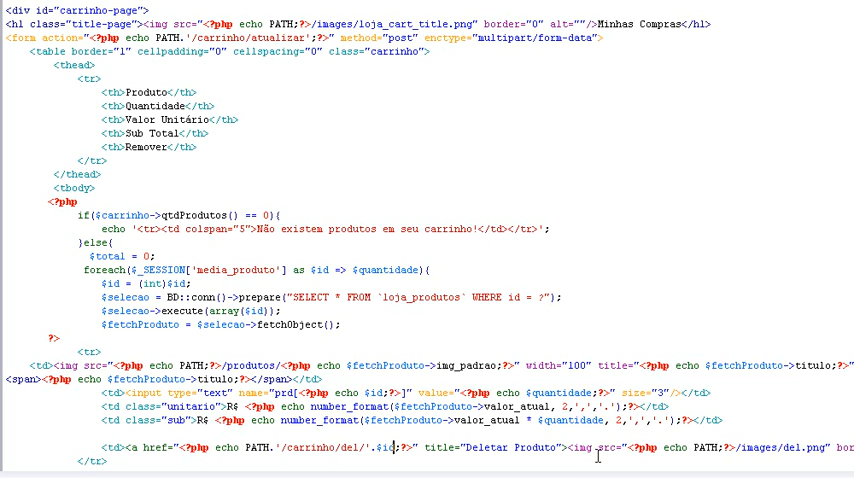 <div id="carrinho-page">
<h1 class="title-page"><img src="<?php echo PATH;?>/images/loja_cart_title.png" border="0" alt=""/>Minhas Compras</h1>
<form action="<?php echo PATH.'/carrinho/atualizar';?>" method="post" enctype="multipart/form-data">
<table border="1" cellpadding="0" cellspacing="0" class="carrinho">
<thead>
<tr>
<th>Produto</th>
<th>Quantidade</th>
<th>Valor Unitário</th>
<th>Sub Total</th>
<th>Remover</th>
</tr>
</thead>
<tbody>
<?php
if($carrinho->qtdProdutos() == 0){
echo '<tr><td colspan="5">Não existem produtos em seu carrinho!</td></tr>';
}else{
$total = 0;
foreach($_SESSION['media_produto'] as $id => $quantidade){
$id = (int)$id;
$selecao = BD::conn()->prepare("SELECT * FROM `loja_produtos` WHERE id = ?");
$selecao->execute(array($id));
$fetchProduto = $selecao->fetchObject();
?>
<tr>
<td><img src="<?php echo PATH;?>/produtos/<?php echo $fetchProduto->img_padrao;?>" width="100" title="<?php echo $fetchProduto->titulo;?>"
<span><?php echo $fetchProduto->titulo;?></span></td>
<td><input type="text" name="prd[<?php echo $id;?>]" value="<?php echo $quantidade;?>" size="3"/></td>
<td class="unitario">R$ <?php echo number_format($fetchProduto->valor_atual, 2,',','.');?></td>
<td class="sub">R$ <?php echo number_format($fetchProduto->valor_atual * $quantidade, 2,',','.');?></td>
<td><a href="<?php echo PATH.'/carrinho/del/'.$id;?>" title="Deletar Produto"><img src="<?php echo PATH;?>/images/del.png" bor
</tr>